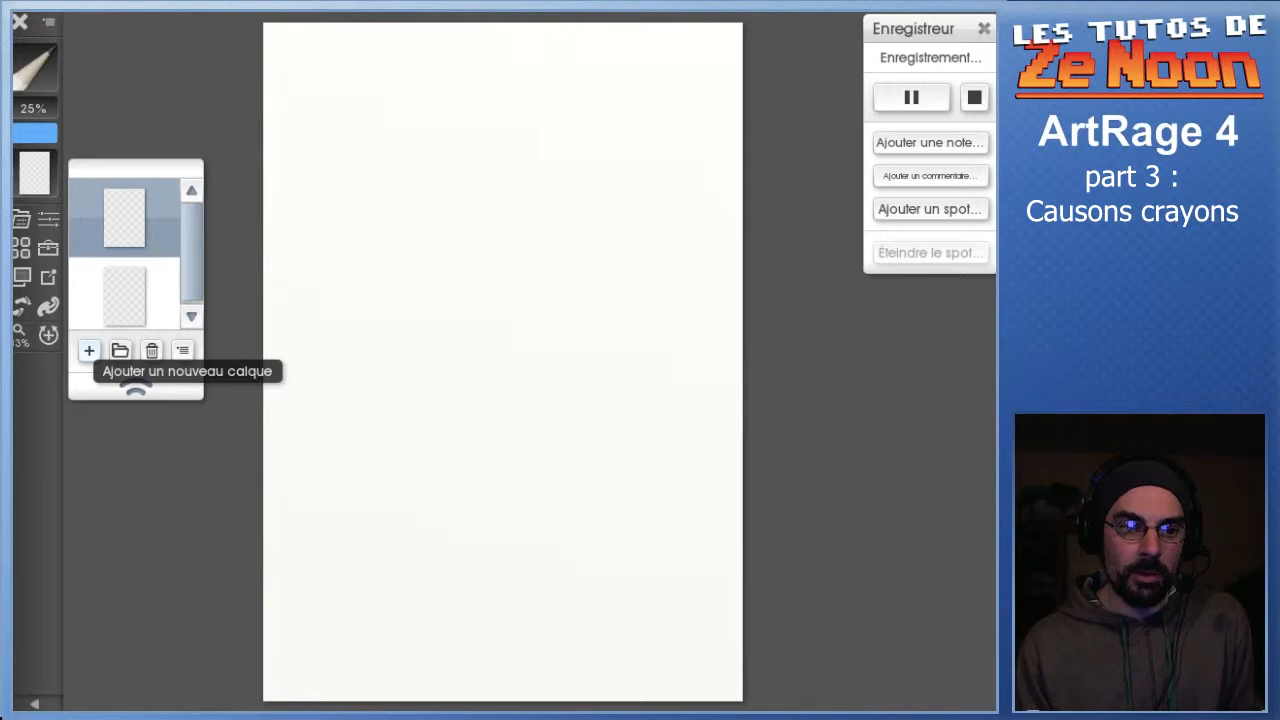 25%
Ajouter un nouveau calque
Enregistreur
Enregistrement...
Ajouter une note...
Ajouter un commentaire...
Ajouter un spot...
Éteindre le spot...
LES TUTOS DE
Ze Noon
ArtRage 4
part 3 :
Causons crayons